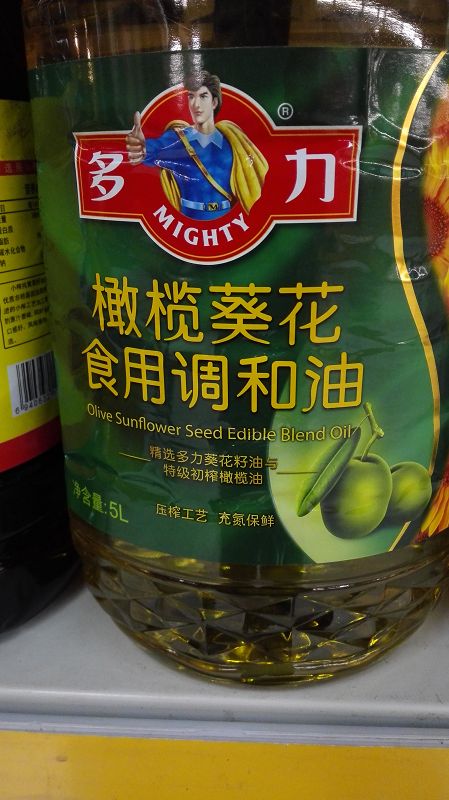 多 力
®
MIGHTY
橄榄葵花
食用调和油
Olive Sunflower Seed Edible Blend Oil
精选多力葵花籽油与
特级初榨橄榄油
净含量:5L
压榨工艺 充氮保鲜